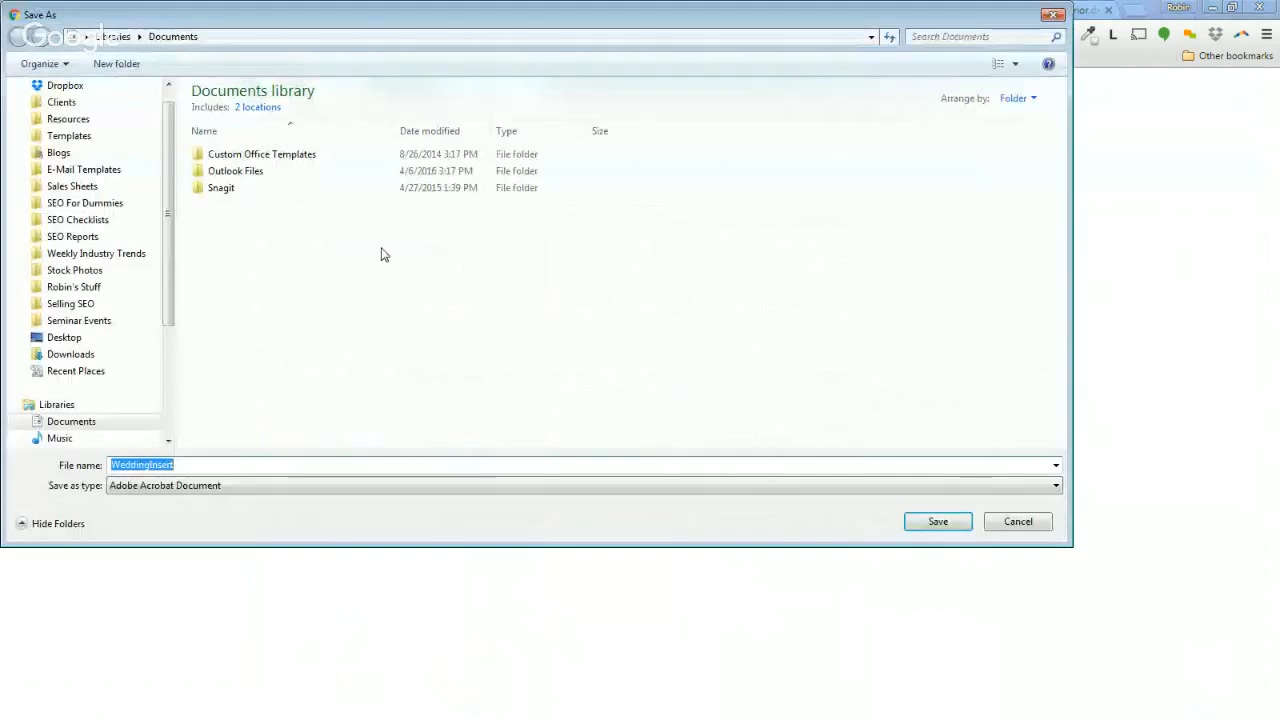 Save As
Robin
Google
Libraries
Documents
Search Documents
Organize
New folder
Other bookmarks
Dropbox
Clients
Resources
Templates
Blogs
E-Mail Templates
Sales Sheets
SEO For Dummies
SEO Checklists
SEO Reports
Weekly Industry Trends
Stock Photos
Robin's Stuff
Selling SEO
Seminar Events
Desktop
Downloads
Recent Places
Libraries
Documents
Music
Documents library
Includes: 2 locations
Arrange by: Folder
Name Date modified Type Size
Custom Office Templates 8/26/2014 3:17 PM File folder
Outlook Files 4/6/2016 3:17 PM File folder
Snagit 4/27/2015 1:39 PM File folder
File name: WeddingInsert
Save as type: Adobe Acrobat Document
Hide Folders
Save
Cancel